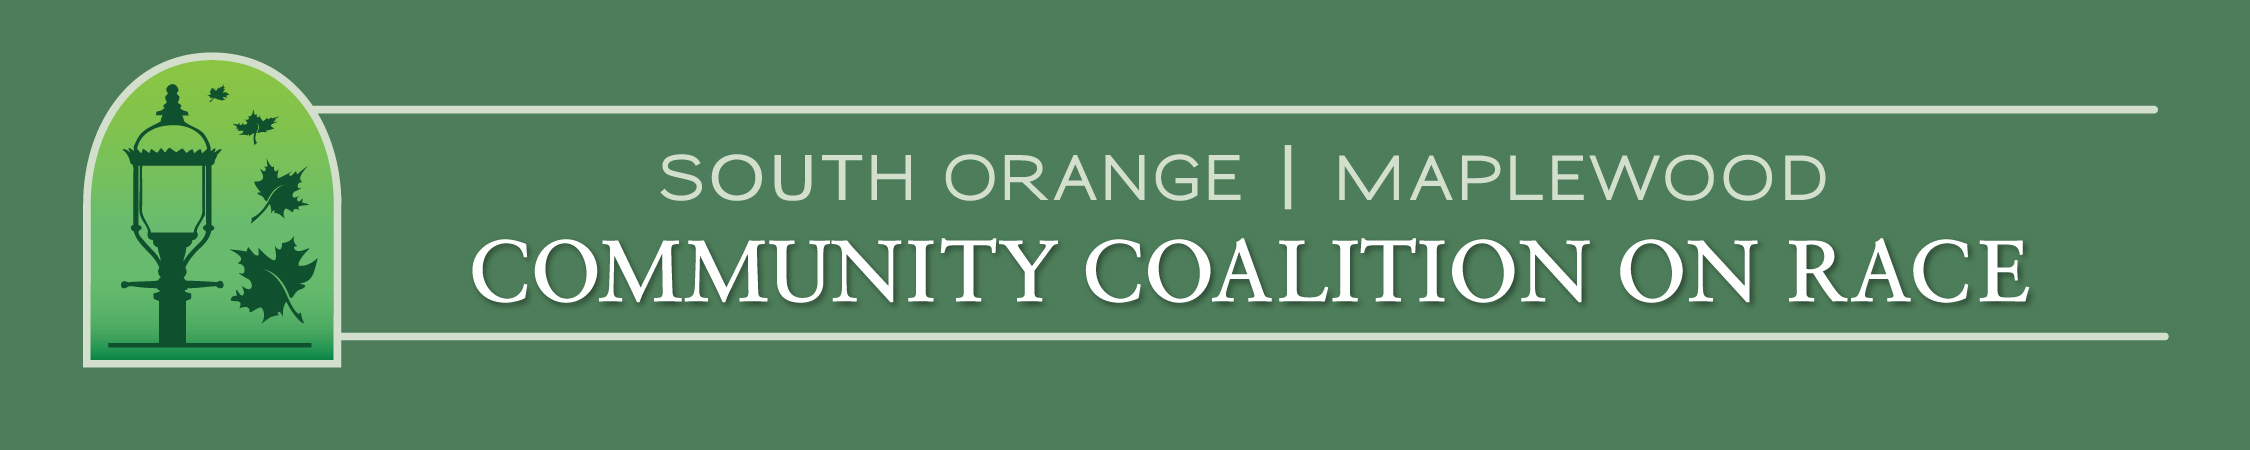 SOUTH ORANGE | MAPLEWOOD
COMMUNITY COALITION ON RACE